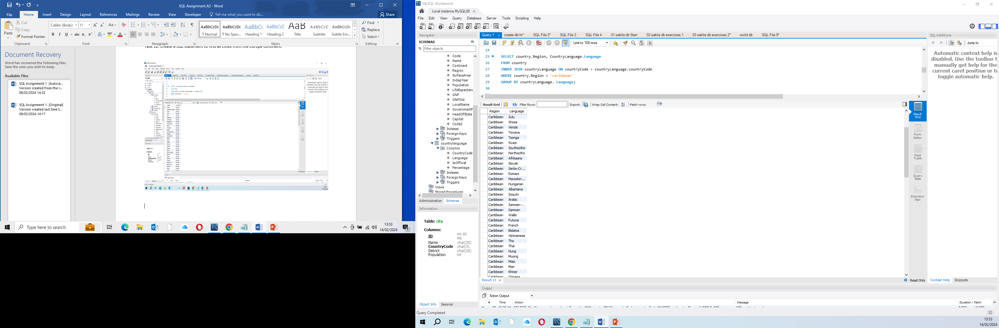 SQL Assignment A2 - Word
File Home Insert Design Layout References Mailings Review View Developer Tell me what you want to do... Share
Paste
Cut
Copy
Format Painter
Calibri (Body) 11
AaBbCcDc AaBbCcDc AaBbCc AaBbCcC AaB AaBbCcC AaBbCcDc
¶ Normal ¶ No Spac... Heading 1 Heading 2 Title Subtitle Subtle Em...
Find
Replace
Select
Clipboard Font Paragraph Styles Editing
Task 12. Create a SQL statement to find all cities from the Europe continent.
Document Recovery
Word has recovered the following files.
Save the ones you wish to keep.
Available Files
SQL Assignment 1 [Autosa...
Version created from the l...
08/02/2024 14:32
SQL Assignment 1 [Original]
Version created last time t...
08/02/2024 14:17
Type here to search
13:53
14/02/2024
MySQL Workbench
Local instance MySQL80
File Edit View Query Database Server Tools Scripting Help
Navigator
SCHEMAS
Filter objects
Code
Name
Continent
Region
SurfaceArea
IndepYear
Population
LifeExpectanc
GNP
GNPOld
LocalName
GovernmentF
HeadOfState
Capital
Code2
Indexes
Foreign Keys
Triggers
countrylanguage
Columns
CountryCode
Language
IsOfficial
Percentage
Indexes
Foreign Keys
Triggers
Views
Stored Procedures
Administration Schemas
Information
Table: city
Columns:
ID int AI PK
Name char(35)
CountryCode char(3)
District char(20)
Population int
Object Info Session
Query Completed
Query 1 create-db-hr* SQL File 2* SQL File 3 SQL File 4 01 sakila db Start 02 sakila db exercises 1 03 sakila db exercises 2* world db SQL File 9*
Limit to 100 rows
24
25 SELECT country.Region, CountryLanguage.Language
26 FROM country
27 INNER JOIN countryLanguage ON countryCode = countryLanguage.countryCode
28 WHERE country.Region = 'caribbean'
29 GROUP BY countryLanguage. Language;
30
Result Grid Filter Rows: Export: Wrap Cell Content: Fetch rows:
Region Language
Caribbean Zulu
Caribbean Xhosa
Caribbean Venda
Caribbean Tswana
Caribbean Tsonga
Caribbean Swazi
Caribbean Southsotho
Caribbean Northsotho
Caribbean Afrikaans
Caribbean Slovak
Caribbean Serbo-Cr...
Caribbean Romani
Caribbean Macedon...
Caribbean Hungarian
Caribbean Albaniana
Caribbean Soqutri
Caribbean Arabic
Caribbean Samoan-...
Caribbean Samoan
Caribbean Wallis
Caribbean Futuna
Caribbean French
Caribbean Bislama
Caribbean Vietnamese
Caribbean Tho
Caribbean Thai
Caribbean Nung
Caribbean Muong
Caribbean Miao
Caribbean Man
Caribbean Khmer
Caribbean Chinese
Result 13
Read Only
Result Grid
Form Editor
Field Types
Query Stats
Execution Plan
SQLAdditions
Jump to
Automatic context help is
disabled. Use the toolbar t
manually get help for the
current caret position or to
toggle automatic help.
Context Help Snippets
Output
Action Output
# Time Action Message Duration / Fetch
13:53
14/02/2024